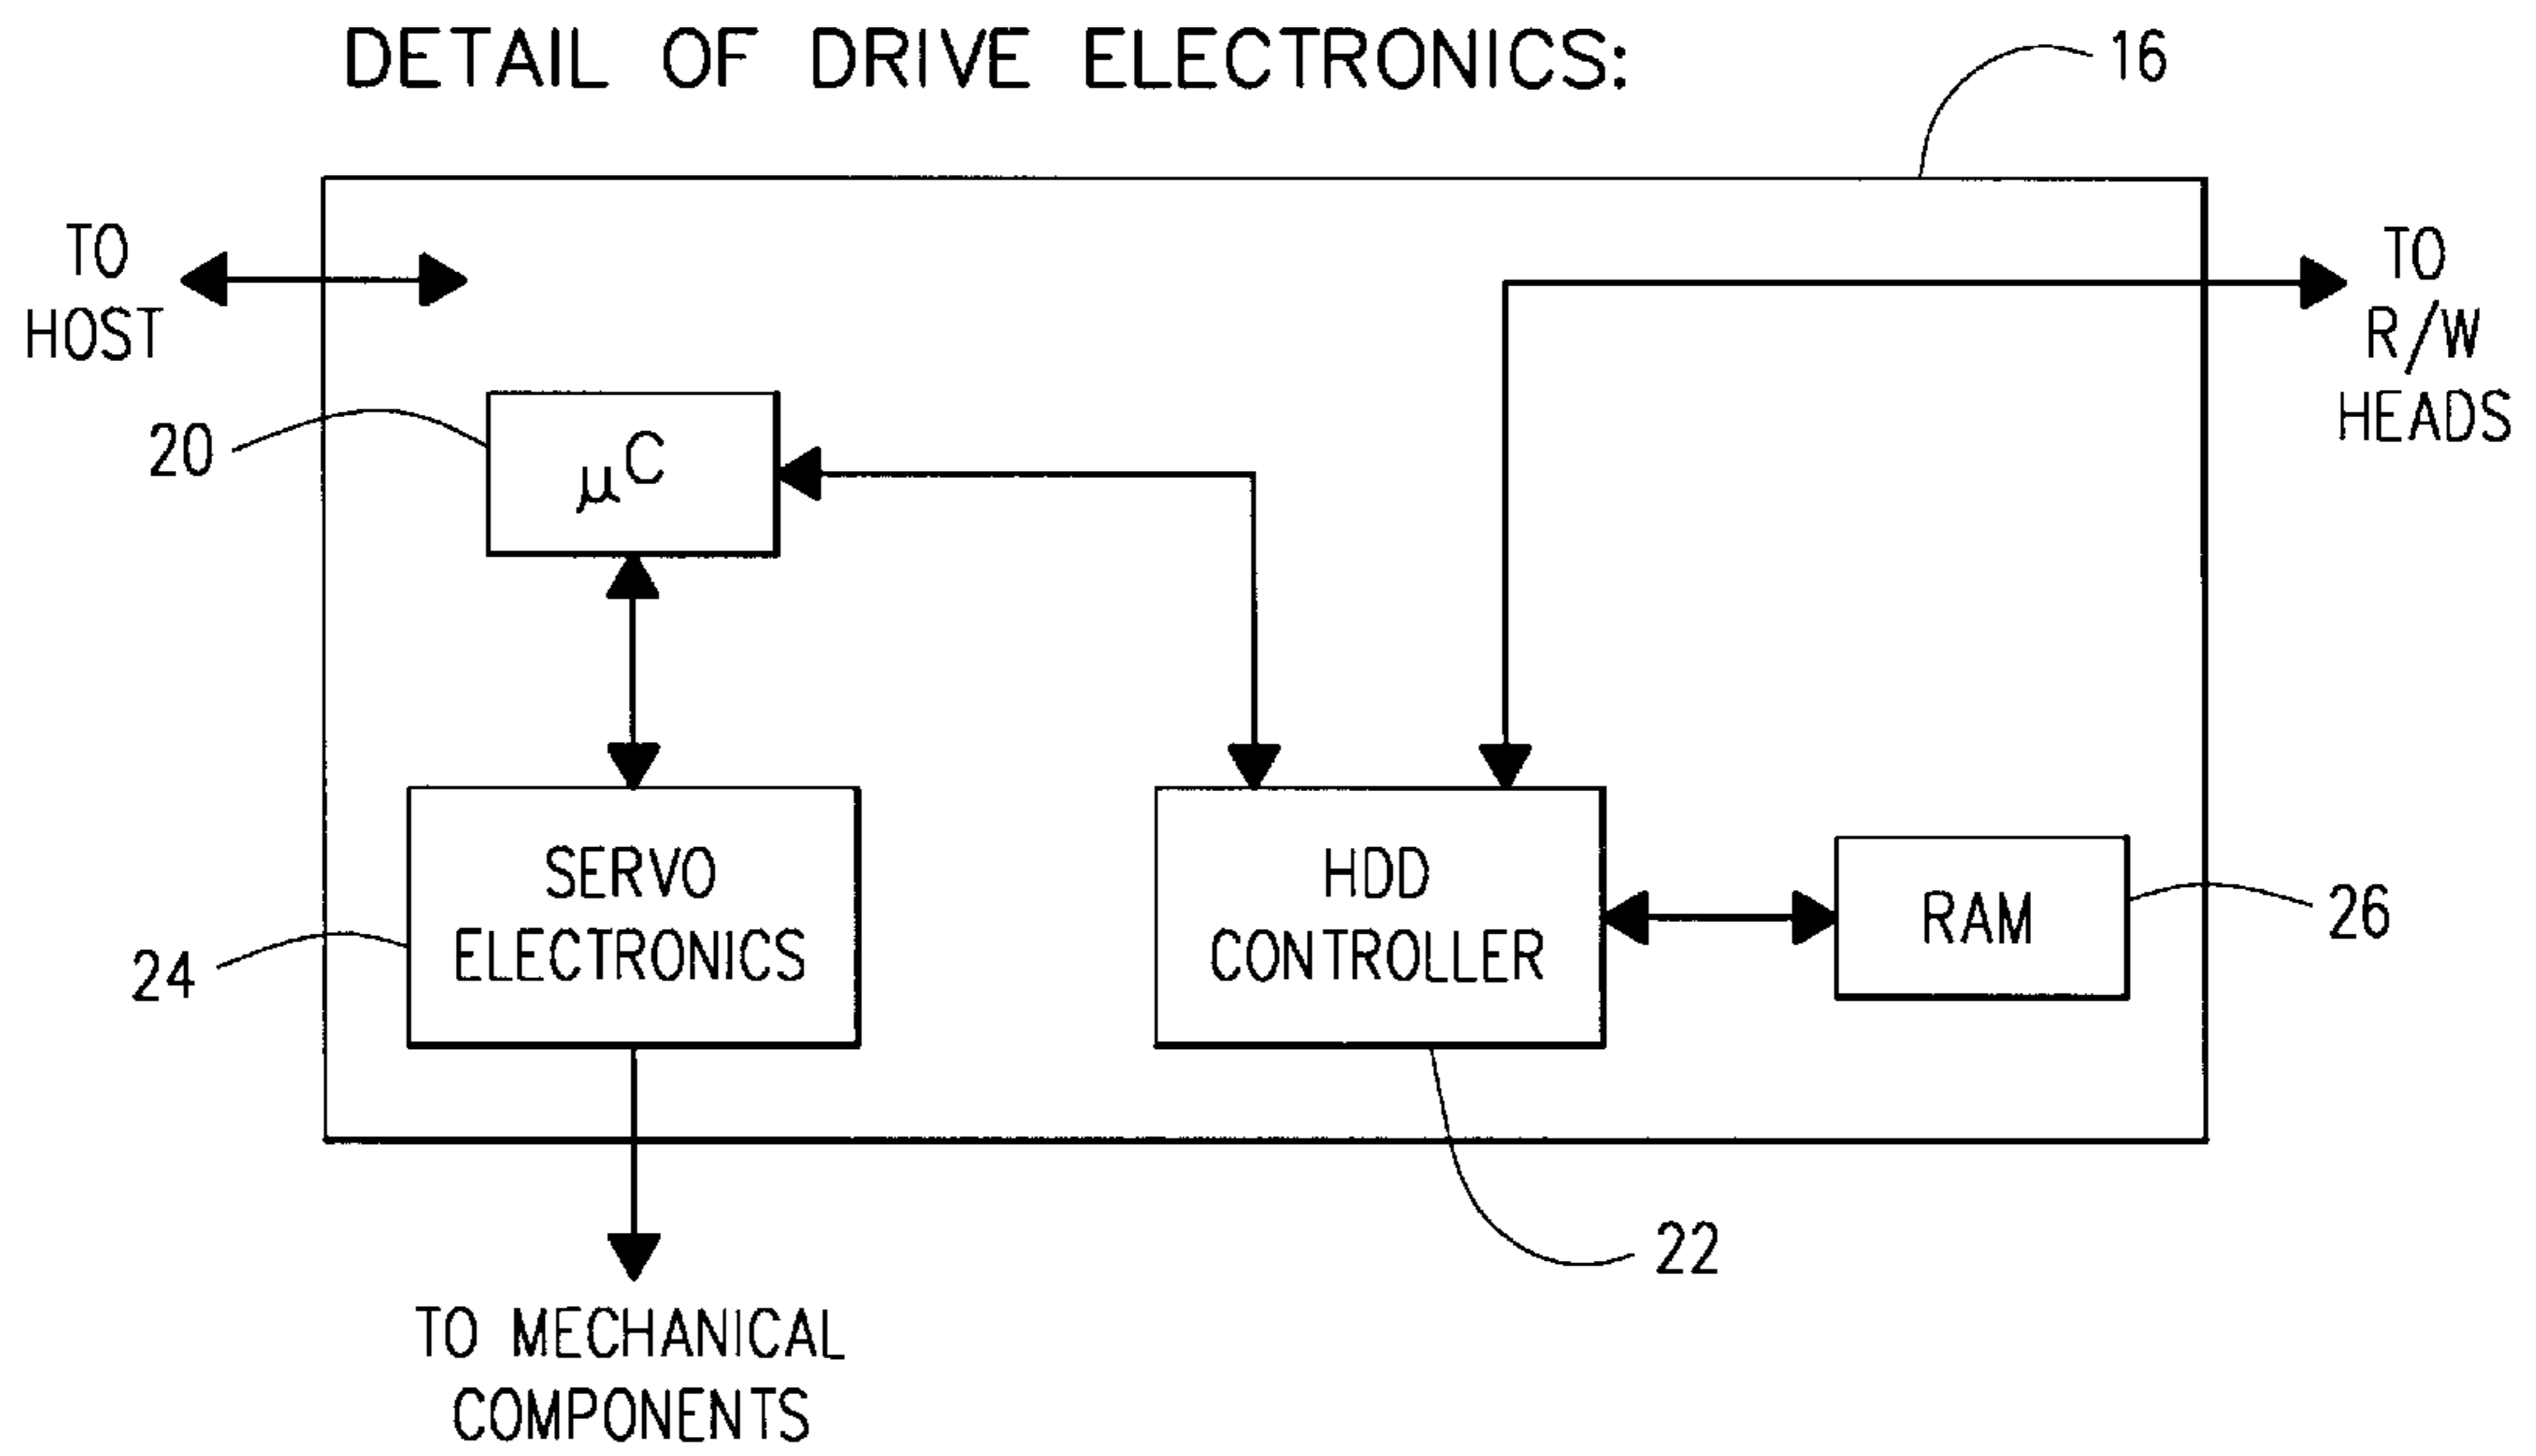 DETAIL OF DRIVE ELECTRONICS:
16
TO
HOST
TO
R/W
HEADS
20
μC
SERVO
ELECTRONICS
HDD
CONTROLLER
RAM
26
24
22
TO MECHANICAL
COMPONENTS